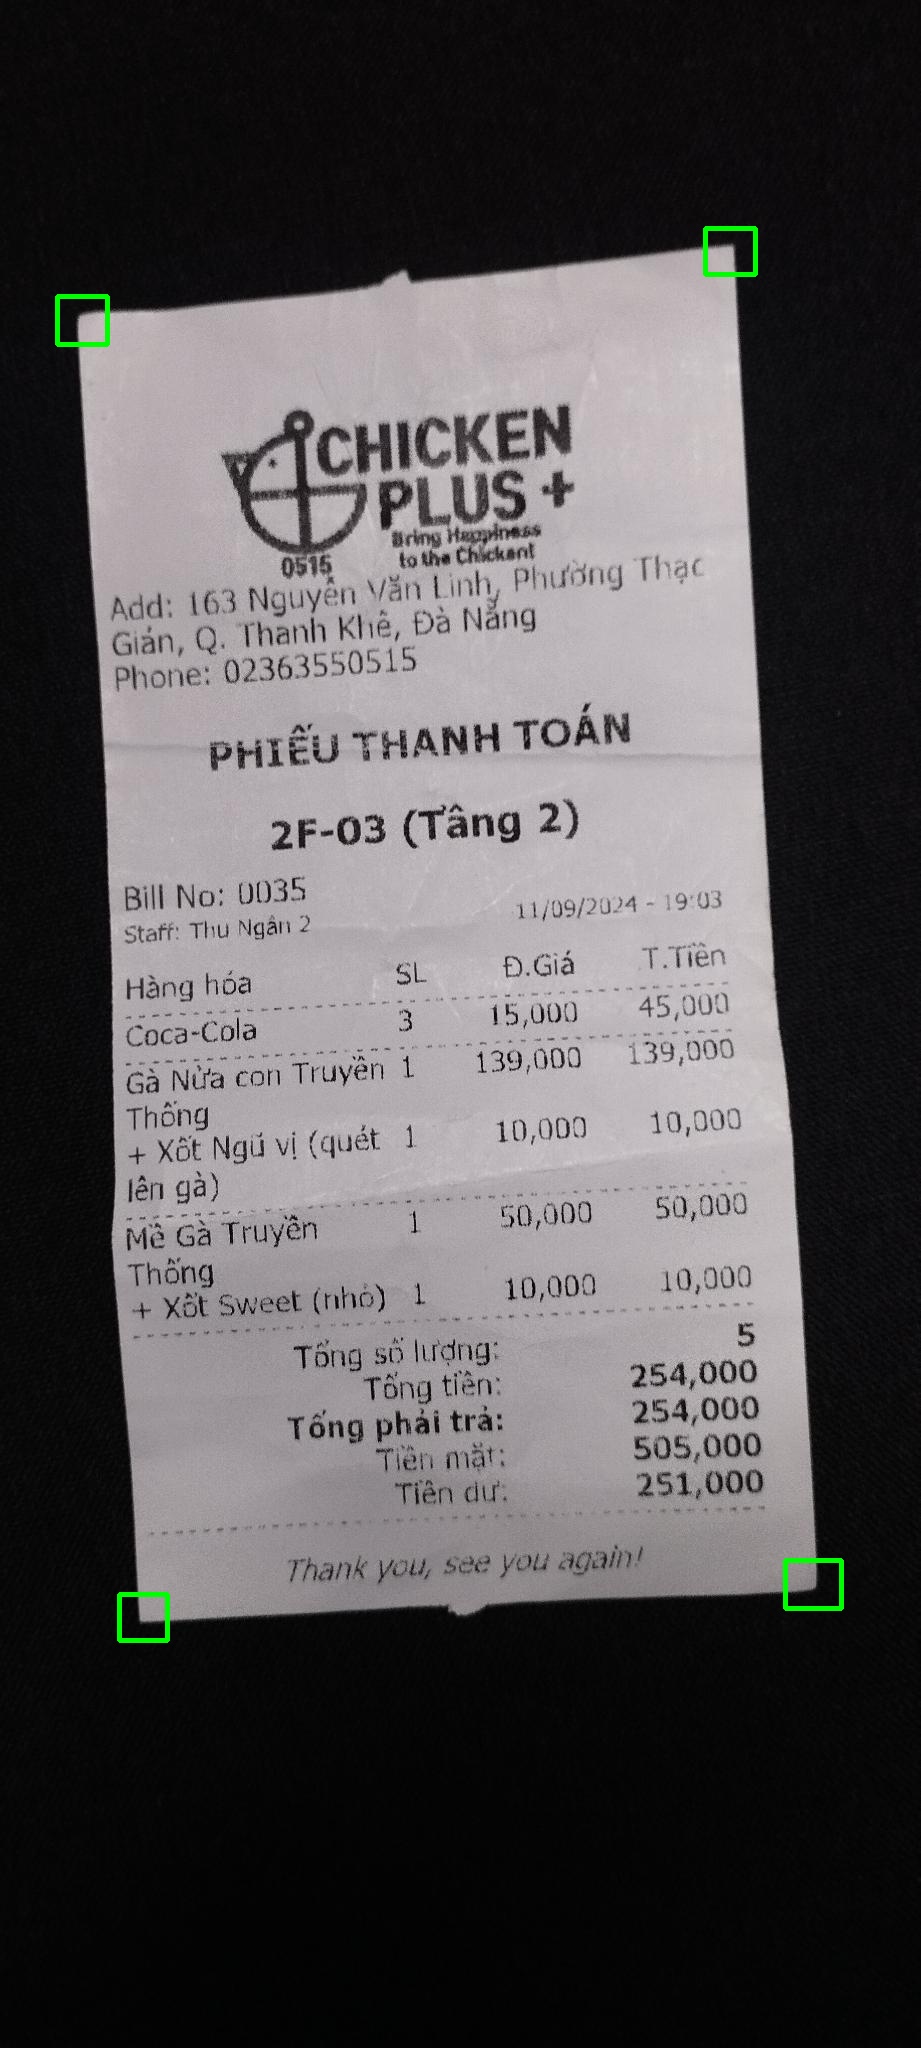 CHICKEN
PLUS +
Bring Happiness
to the Chickent
0515
Add: 163 Nguyễn Văn Linh, Phường Thạc
Gián, Q. Thanh Khê, Đà Nẵng
Phone: 02363550515
PHIẾU THANH TOÁN
2F-03 (Tầng 2)
Bill No: 0035
Staff: Thu Ngân 2 11/09/2024 - 19:03
Hàng hóa SL Đ.Giá T.Tiền
Coca-Cola 3 15,000 45,000
Gà Nửa con Truyền 1 139,000 139,000
Thống
+ Xốt Ngũ vị (quét 1 10,000 10,000
lên gà)
Mề Gà Truyền 1 50,000 50,000
Thống
+ Xốt Sweet (nhỏ) 1 10,000 10,000
Tổng số lượng: 5
Tổng tiền: 254,000
Tổng phải trả: 254,000
Tiền mặt: 505,000
Tiền dư: 251,000
Thank you, see you again!